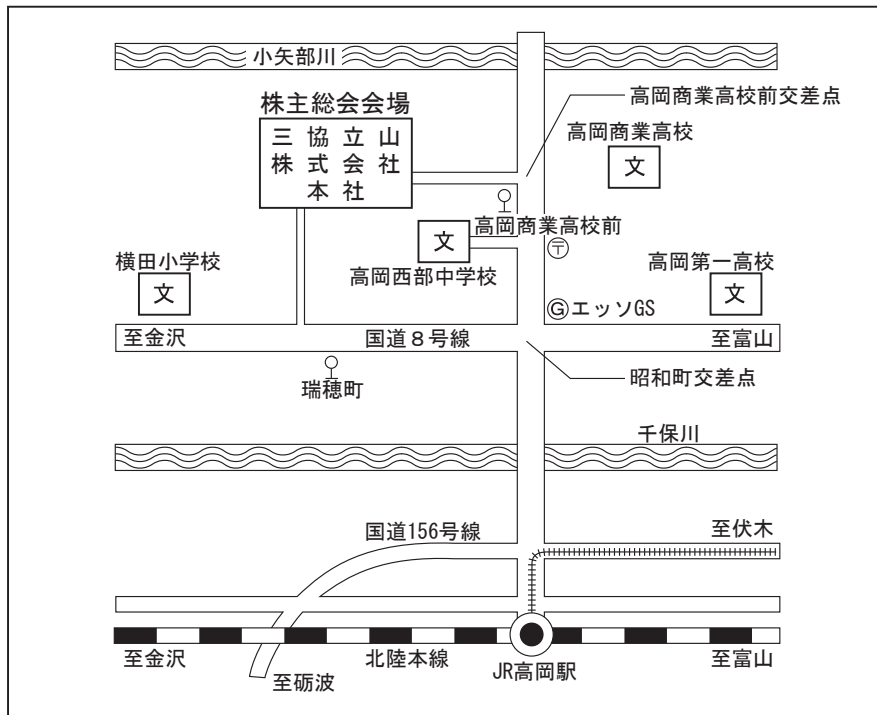 小矢部川
株主総会会場
高岡商業高校前交差点
三協立山
株式会社
本社
高岡商業高校
文
高岡商業高校前
文
〒
横田小学校
高岡西部中学校
高岡第一高校
文
文
ⒼエッソGS
至金沢
国道8号線
至富山
瑞穂町
昭和町交差点
千保川
国道156号線
至伏木
至金沢
北陸本線
JR高岡駅
至富山
至砺波